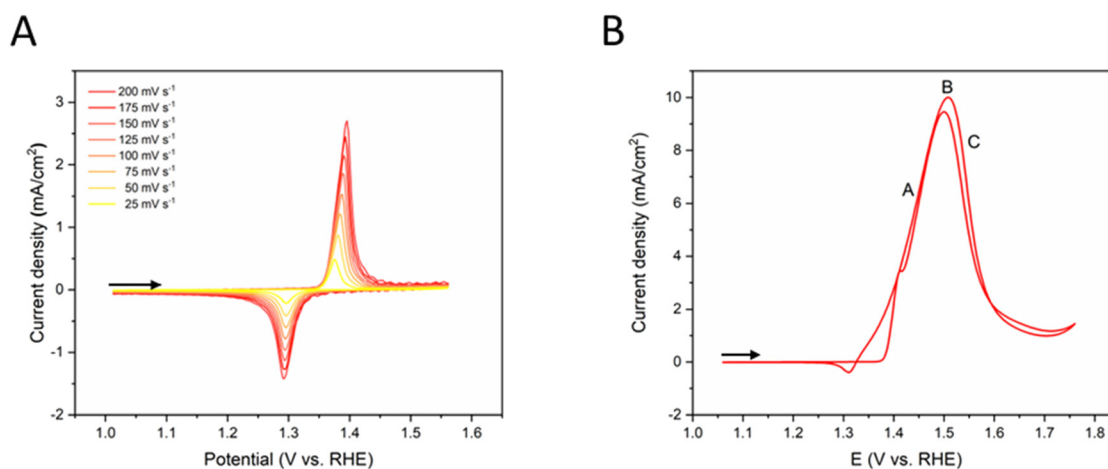 A
200 mV s⁻¹
175 mV s⁻¹
150 mV s⁻¹
125 mV s⁻¹
100 mV s⁻¹
75 mV s⁻¹
50 mV s⁻¹
25 mV s⁻¹
Current density (mA/cm²)
3
2
1
0
-1
-2
1.0 1.1 1.2 1.3 1.4 1.5 1.6
Potential (V vs. RHE)
B
Current density (mA/cm²)
10
8
6
4
2
0
-2
A
B
C
1.0 1.1 1.2 1.3 1.4 1.5 1.6 1.7 1.8
E (V vs. RHE)